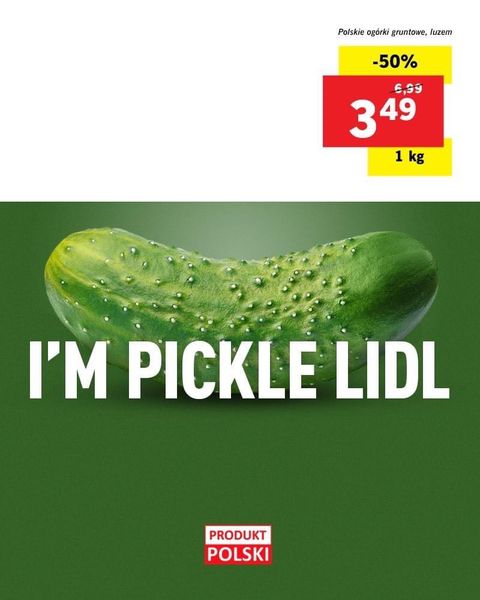 Polskie ogórki gruntowe, luzem
-50%
6,99
3 49
1 kg
I'M PICKLE LIDL
PRODUKT
POLSKI